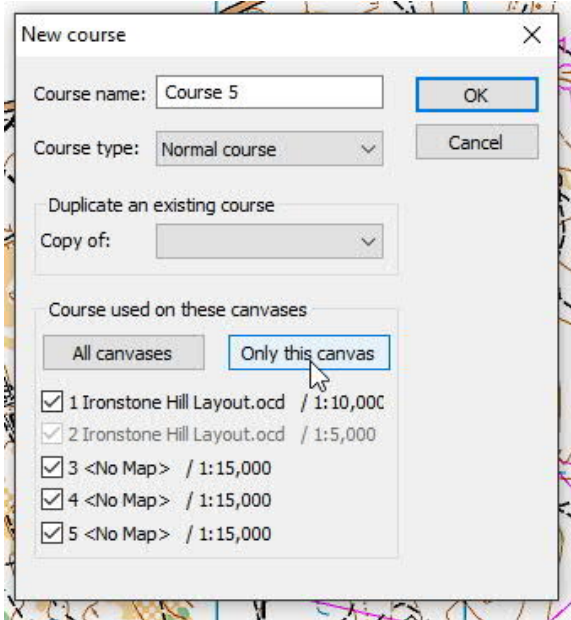 New course
Course name: Course 5
OK
Course type: Normal course
Cancel
Duplicate an existing course
Copy of:
Course used on these canvases
All canvases
Only this canvas
1 Ironstone Hill Layout.ocd / 1:10,000
2 Ironstone Hill Layout.ocd / 1:5,000
3 <No Map> / 1:15,000
4 <No Map> / 1:15,000
5 <No Map> / 1:15,000